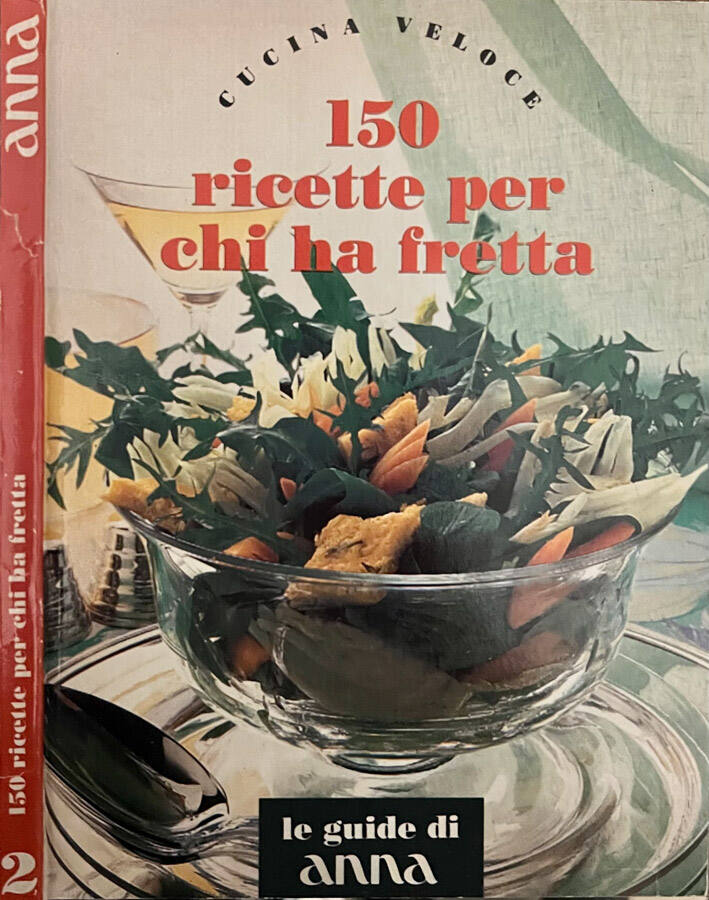 CUCINA VELOCE
150
ricette per
chi ha fretta
le guide di
anna
anna
150 ricette per chi ha fretta
2